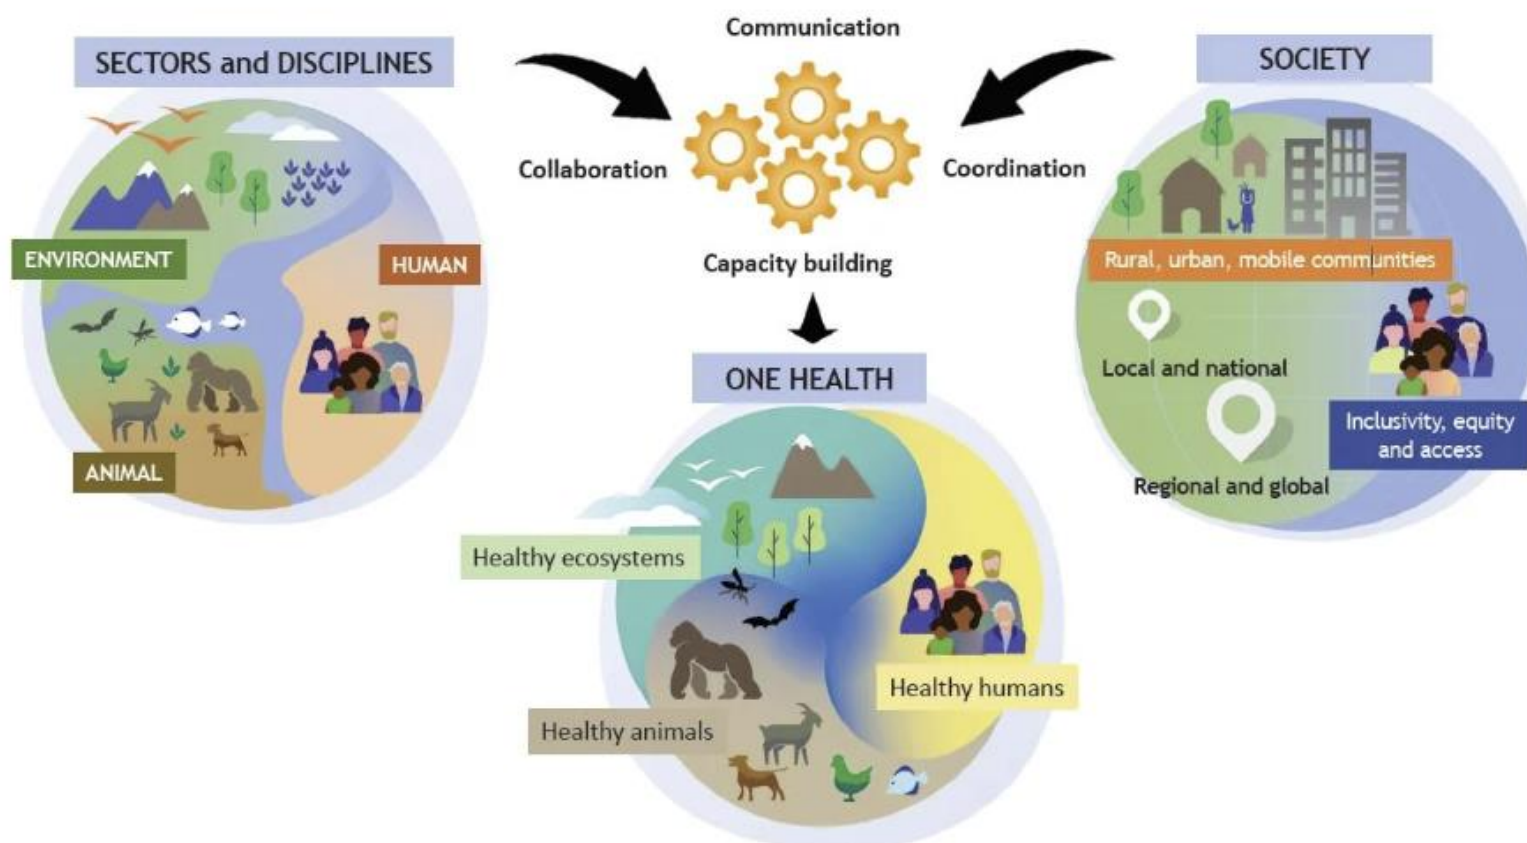 Communication
SECTORS and DISCIPLINES
SOCIETY
Collaboration
Coordination
ENVIRONMENT
HUMAN
Capacity building
Rural, urban, mobile communities
ONE HEALTH
Local and national
Inclusivity, equity
and access
ANIMAL
Regional and global
Healthy ecosystems
Healthy humans
Healthy animals